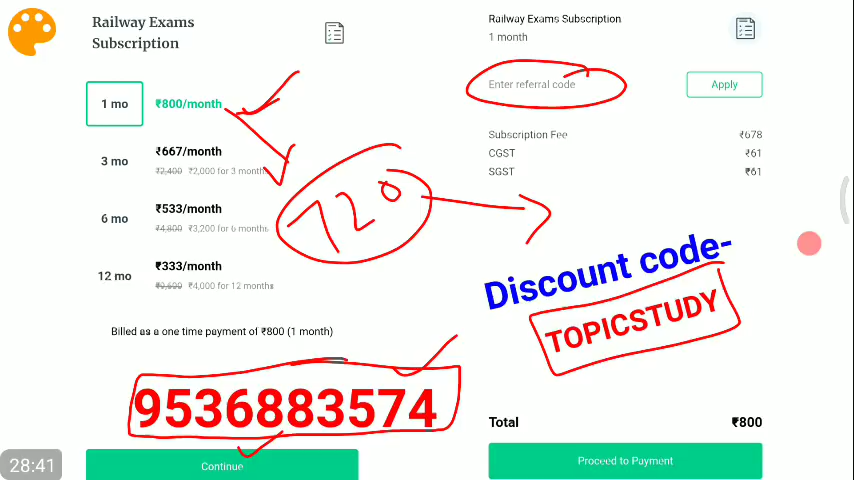 Railway Exams
Subscription
1 mo ₹800/month
3 mo ₹667/month
₹2,400 ₹2,000 for 3 months
6 mo ₹533/month
₹4,800 ₹3,200 for 6 months
12 mo ₹333/month
₹9,600 ₹4,000 for 12 months
Billed as a one time payment of ₹800 (1 month)
9536883574
Continue
28:41
720
Railway Exams Subscription
1 month
Enter referral code Apply
Subscription Fee ₹678
CGST ₹61
SGST ₹61
Discount code-
TOPICSTUDY
Total ₹800
Proceed to Payment